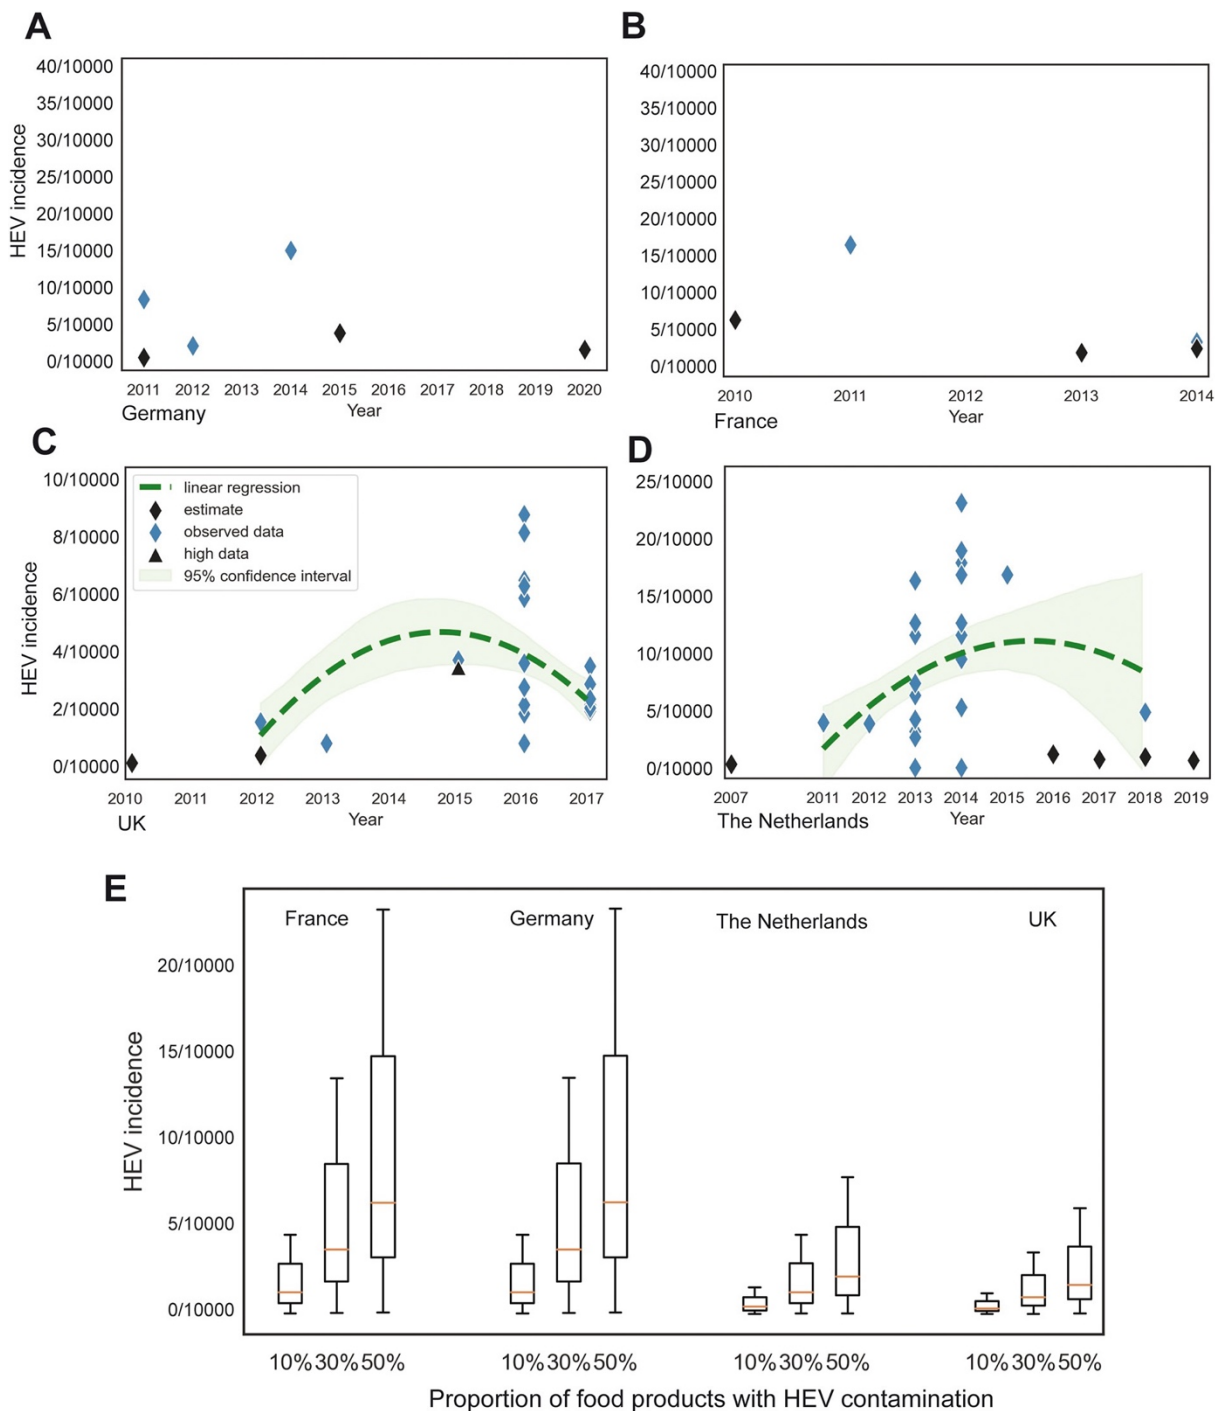 A
40/10000
35/10000
30/10000
25/10000
20/10000
15/10000
10/10000
5/10000
0/10000
HEV incidence
2011 2012 2013 2014 2015 2016 2017 2018 2019 2020
Germany
Year
B
40/10000
35/10000
30/10000
25/10000
20/10000
15/10000
10/10000
5/10000
0/10000
2010 2011 2012 2013 2014
France
Year
C
10/10000
8/10000
6/10000
4/10000
2/10000
0/10000
HEV incidence
linear regression
estimate
observed data
high data
95% confidence interval
2010 2011 2012 2013 2014 2015 2016 2017
UK
Year
D
25/10000
20/10000
15/10000
10/10000
5/10000
0/10000
2007 2011 2012 2013 2014 2015 2016 2017 2018 2019
The Netherlands
Year
E
France Germany The Netherlands UK
20/10000
15/10000
10/10000
5/10000
0/10000
HEV incidence
10%30%50% 10%30%50% 10%30%50% 10%30%50%
Proportion of food products with HEV contamination